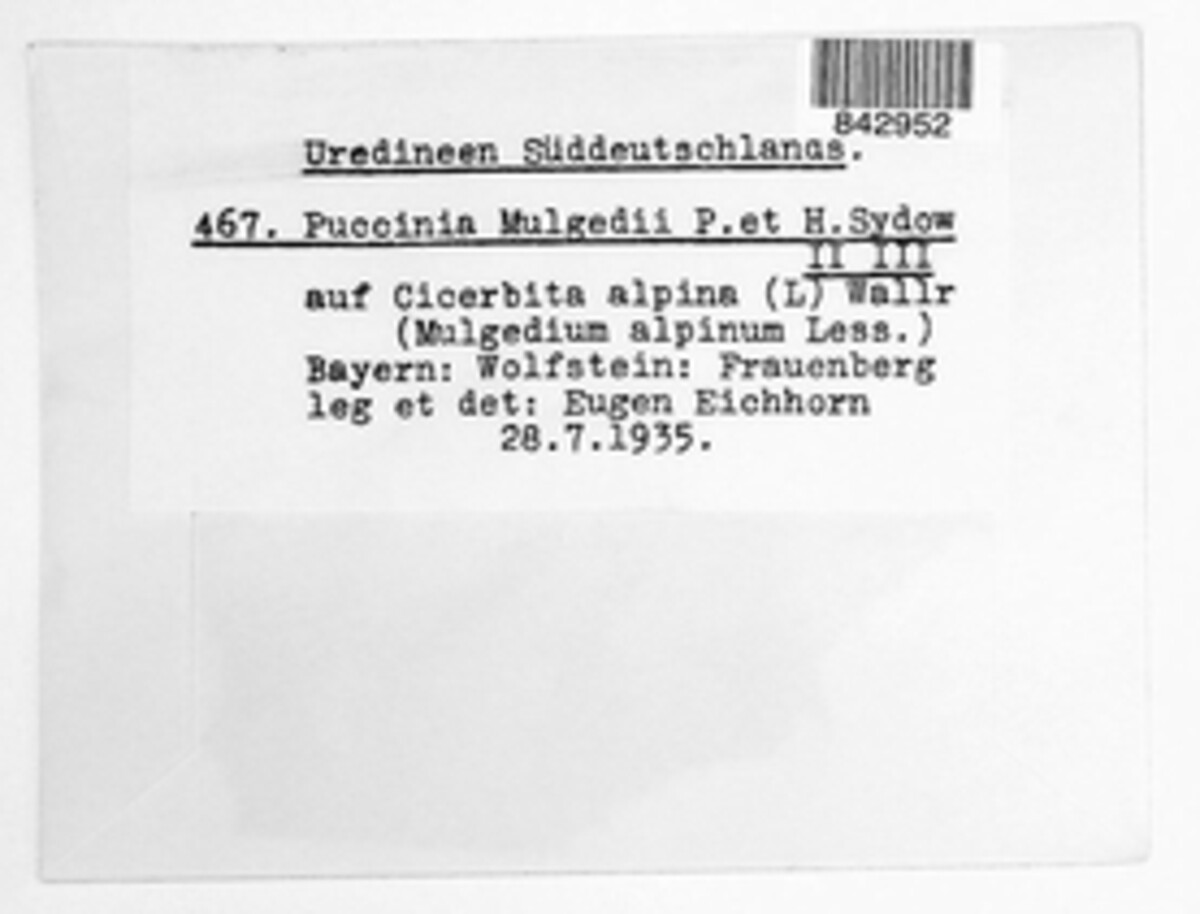 842952
Uredineen Süddeutschlands.
467. Puccinia Mulgedii P.et H.Sydow
II III
auf Cicerbita alpina (L) Wallr
(Mulgedium alpinum Less.)
Bayern: Wolfstein: Frauenberg
leg et det: Eugen Eichhorn
28.7.1935.